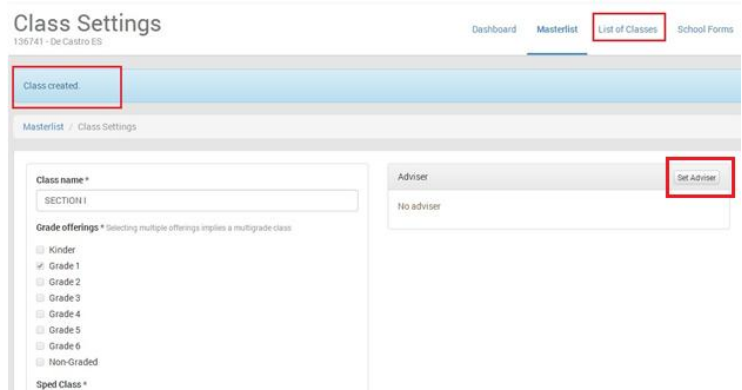 Class Settings
136741 - De Castro ES
Dashboard Masterlist List of Classes School Forms
Class created.
Masterlist / Class Settings
Class name *
SECTION I
Grade offerings * Selecting multiple offerings implies a multigrade class
Kinder
Grade 1
Grade 2
Grade 3
Grade 4
Grade 5
Grade 6
Non-Graded
Sped Class *
Adviser Set Adviser
No adviser